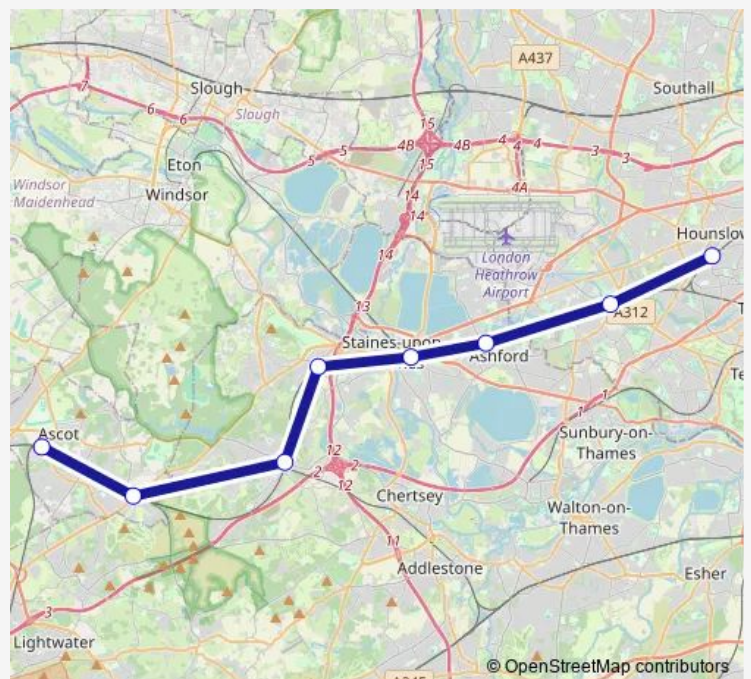 A437
Slough
Southall
7
6
6
15
Slough
4B
4B
4
4
4
3
3
5
5
15
Eton
4A
Windsor
Maidenhead
Windsor
14
14
Hounslow
London
Heathrow
Airport
14
13
A312
Staines-upon-
Ashford
Te
1
1
Ascot
12
2
2
12
Sunbury-on-
Thames
Chertsey
Walton-on-
Thames
11
Addlestone
Esher
3
Lightwater
© OpenStreetMap contributors